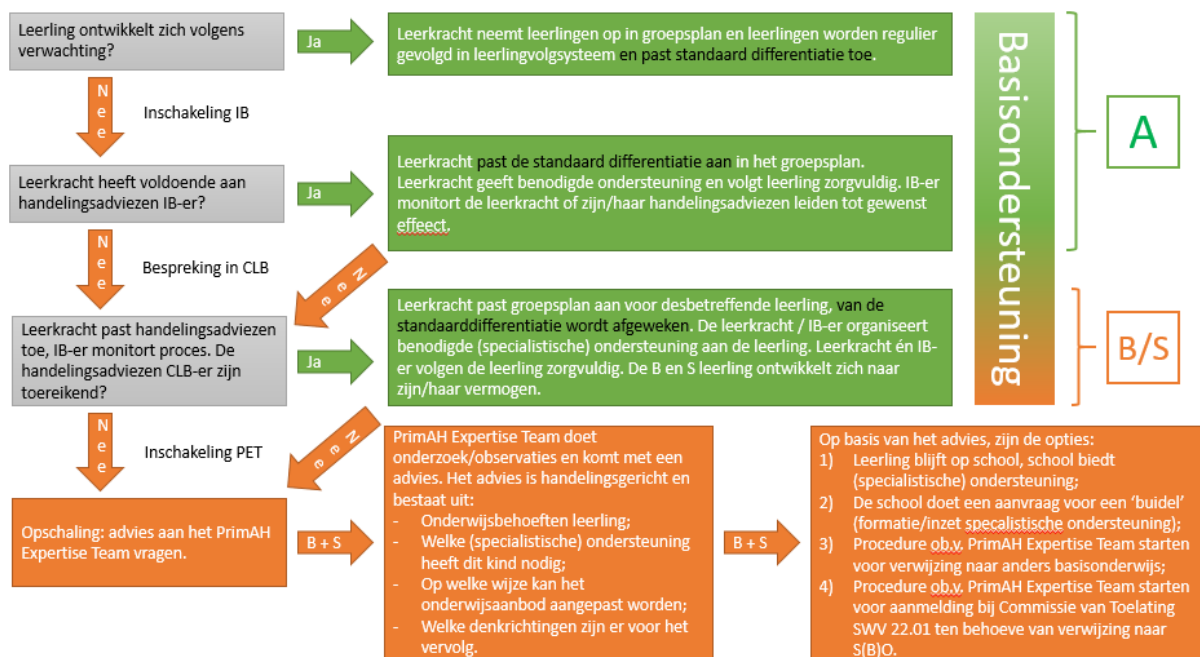 Leerling ontwikkelt zich volgens
verwachting?
Ja
Leerkracht neemt leerlingen op in groepsplan en leerlingen worden regulier
gevolgd in leerlingvolgsysteem en past standaard differentiatie toe.
Nee
Inschakeling IB
Leerkracht heeft voldoende aan
handelingsadviezen IB-er?
Ja
Leerkracht past de standaard differentiatie aan in het groepsplan.
Leerkracht geeft benodigde ondersteuning en volgt leerling zorgvuldig. IB-er
monitort de leerkracht of zijn/haar handelingsadviezen leiden tot gewenst
effeect.
Nee
Bespreking in CLB
Nee
Leerkracht past handelingsadviezen
toe, IB-er monitort proces. De
handelingsadviezen CLB-er zijn
toereikend?
Ja
Leerkracht past groepsplan aan voor desbetreffende leerling, van de
standaarddifferentiatie wordt afgeweken. De leerkracht / IB-er organiseert
benodigde (specialistische) ondersteuning aan de leerling. Leerkracht én IB-
er volgen de leerling zorgvuldig. De B en S leerling ontwikkelt zich naar
zijn/haar vermogen.
Basisondersteuning
A
B/S
Nee
Inschakeling PET
Nee
Opschaling: advies aan het PrimAH
Expertise Team vragen.
B + S
PrimAH Expertise Team doet
onderzoek/observaties en komt met een
advies. Het advies is handelingsgericht en
bestaat uit:
- Onderwijsbehoeften leerling;
- Welke (specialistische) ondersteuning
heeft dit kind nodig;
- Op welke wijze kan het
onderwijsaanbod aangepast worden;
- Welke denkrichtingen zijn er voor het
vervolg.
B + S
Op basis van het advies, zijn de opties:
1) Leerling blijft op school, school biedt
(specialistische) ondersteuning;
2) De school doet een aanvraag voor een ‘buidel’
(formatie/inzet specalistische ondersteuning);
3) Procedure ob.v. PrimAH Expertise Team starten
voor verwijzing naar anders basisonderwijs;
4) Procedure ob.v. PrimAH Expertise Team starten
voor aanmelding bij Commissie van Toelating
SWV 22.01 ten behoeve van verwijzing naar
S(B)O.